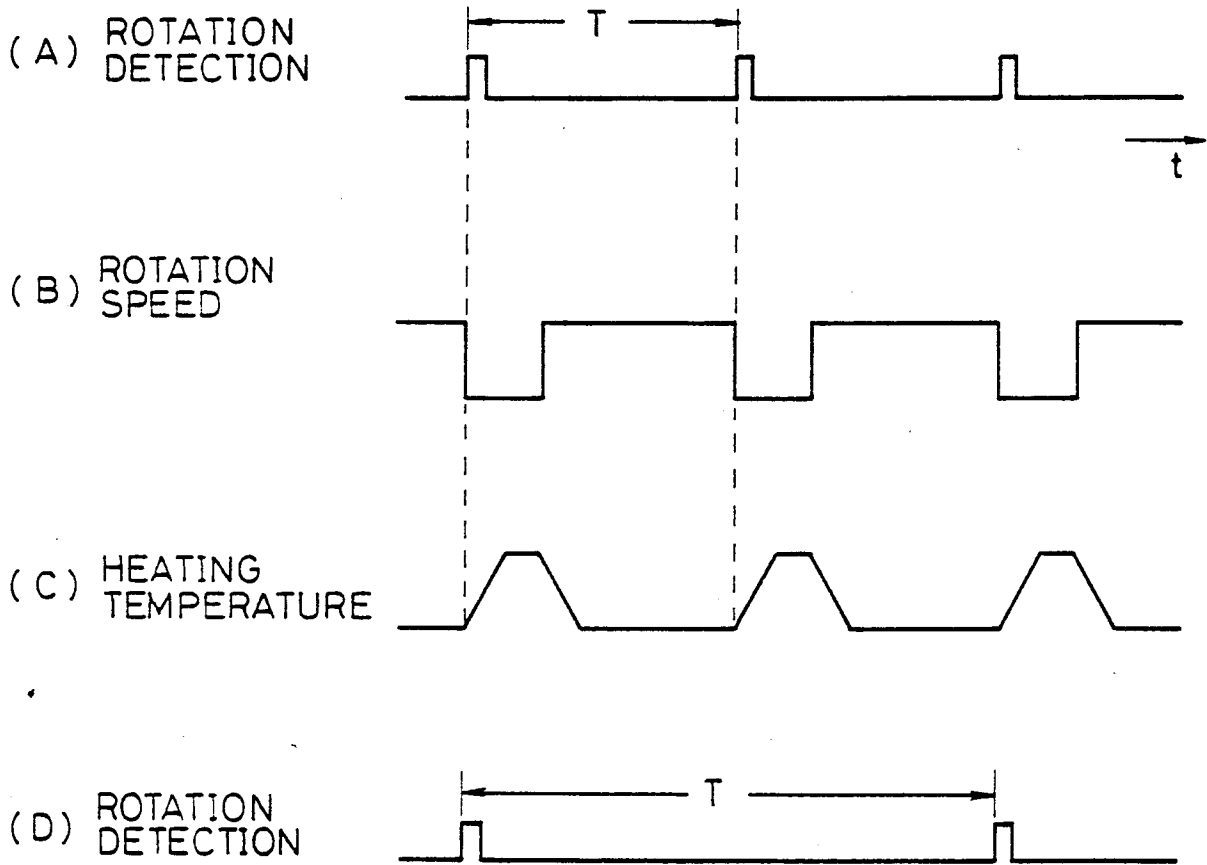 T
(A) ROTATION
DETECTION
t
(B) ROTATION
SPEED
(C) HEATING
TEMPERATURE
T
(D) ROTATION
DETECTION